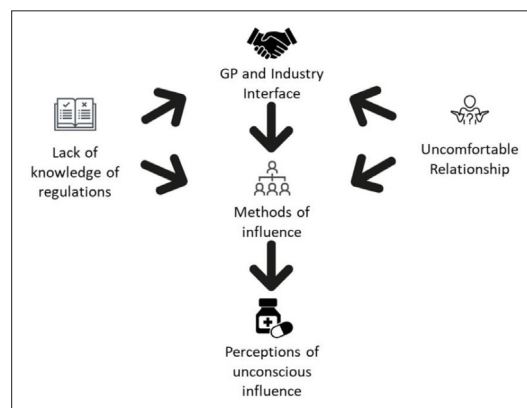 GP and Industry
Interface
Lack of
knowledge of
regulations
Uncomfortable
Relationship
Methods of
influence
Perceptions of
unconscious
influence